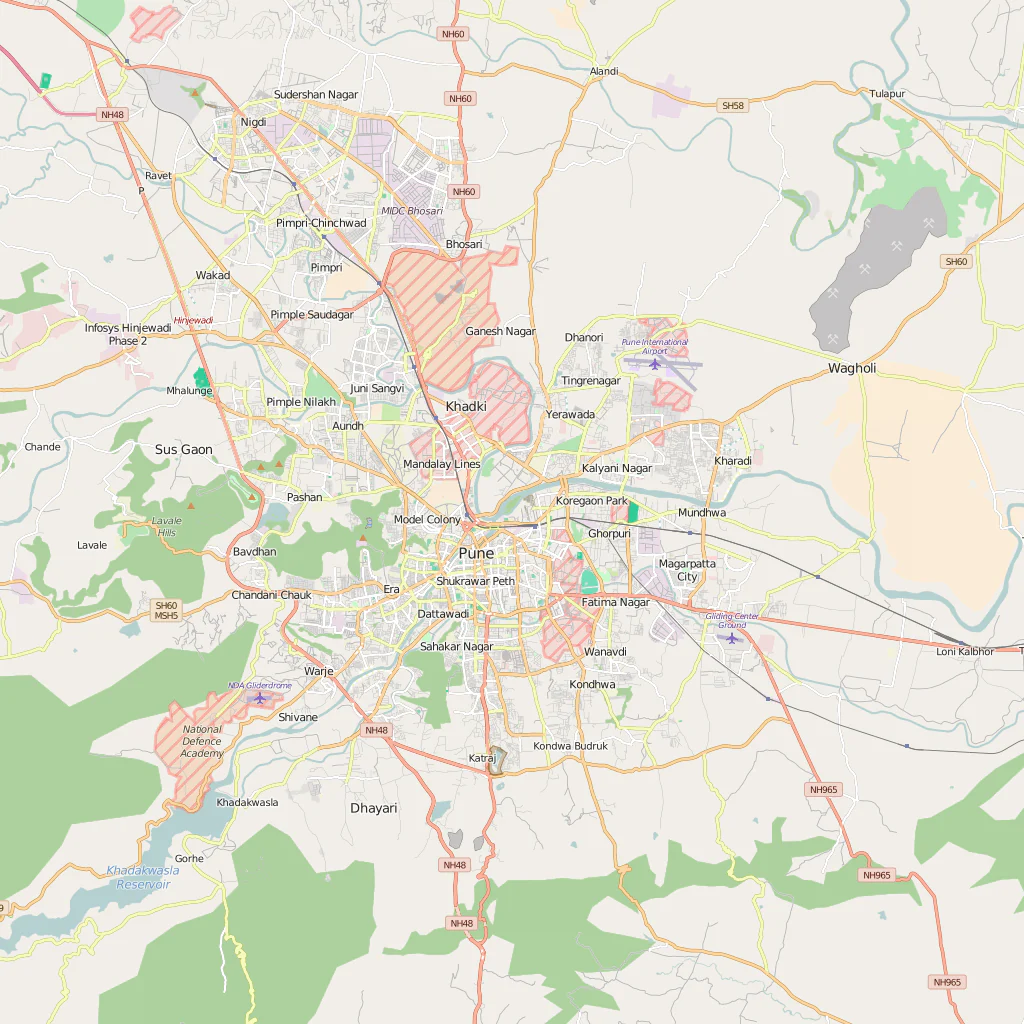 NH60
Alandi
Sudershan Nagar
NH60
SH58
Tulapur
NH48
Nigdi
Ravet
P
NH60
MIDC Bhosari
Pimpri-Chinchwad
Bhosari
SH60
Pimpri
Wakad
Pimple Saudagar
Hinjewadi
Infosys Hinjewadi
Phase 2
Ganesh Nagar
Dhanori
Pune International
Airport
Wagholi
Mhalunge
Juni Sangvi
Tingrenagar
Pimple Nilakh
Khadki
Yerawada
Aundh
Chande
Sus Gaon
Mandalay Lines
Kalyani Nagar
Kharadi
Pashan
Koregaon Park
Mundhwa
Lavale
Hills
Model Colony
Ghorpuri
Lavale
Bavdhan
Pune
Magarpatta
City
Shukrawar Peth
Chandani Chauk
Era
SH60
MSH5
Dattawadi
Fatima Nagar
Gliding Center
Ground
Sahakar Nagar
Wanavdi
Loni Kalbhor
T
Warje
Kondhwa
NDA Gliderdrome
Shivane
National
Defence
Academy
NH48
Kondwa Budruk
Katraj
NH965
Khadakwasla
Dhayari
Gorhe
NH48
Khadakwasla
Reservoir
NH965
9
NH48
NH965